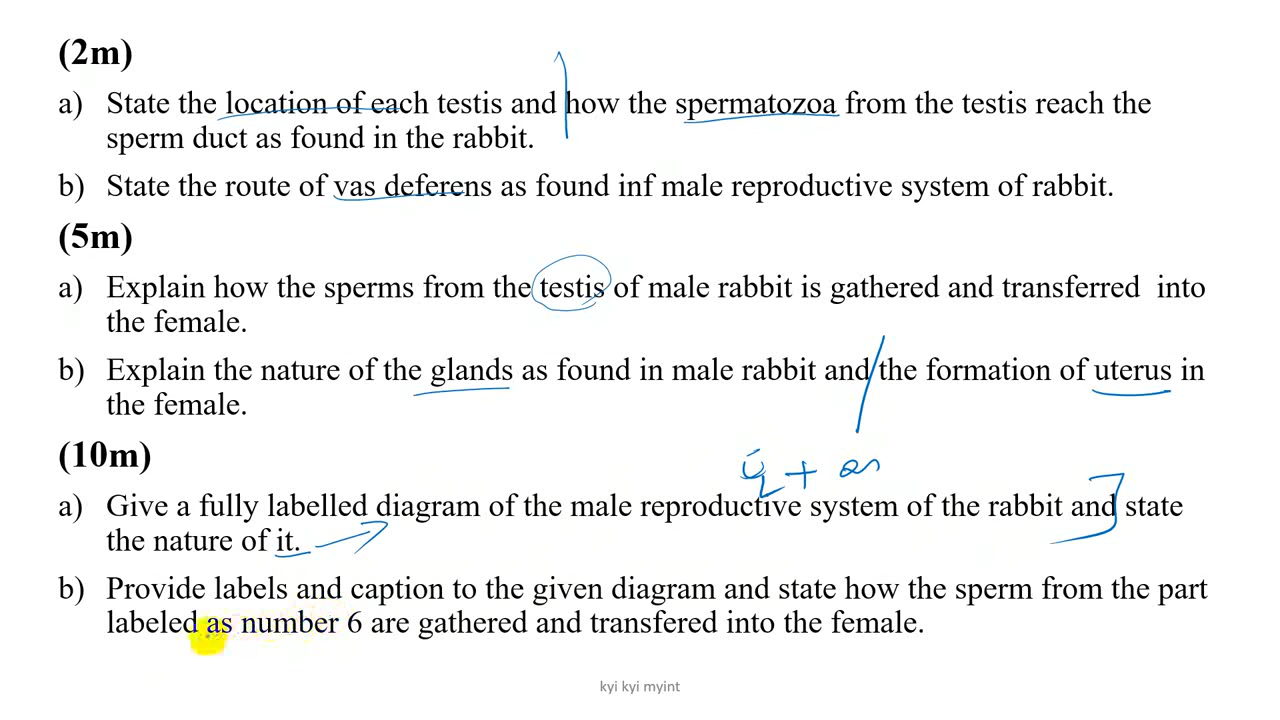 (2m)
a) State the location of each testis and how the spermatozoa from the testis reach the
sperm duct as found in the rabbit.
b) State the route of vas deferens as found inf male reproductive system of rabbit.
(5m)
a) Explain how the sperms from the testis of male rabbit is gathered and transferred into
the female.
b) Explain the nature of the glands as found in male rabbit and the formation of uterus in
the female.
(10m)
a) Give a fully labelled diagram of the male reproductive system of the rabbit and state
the nature of it.
b) Provide labels and caption to the given diagram and state how the sperm from the part
labeled as number 6 are gathered and transfered into the female.
kyi kyi myint